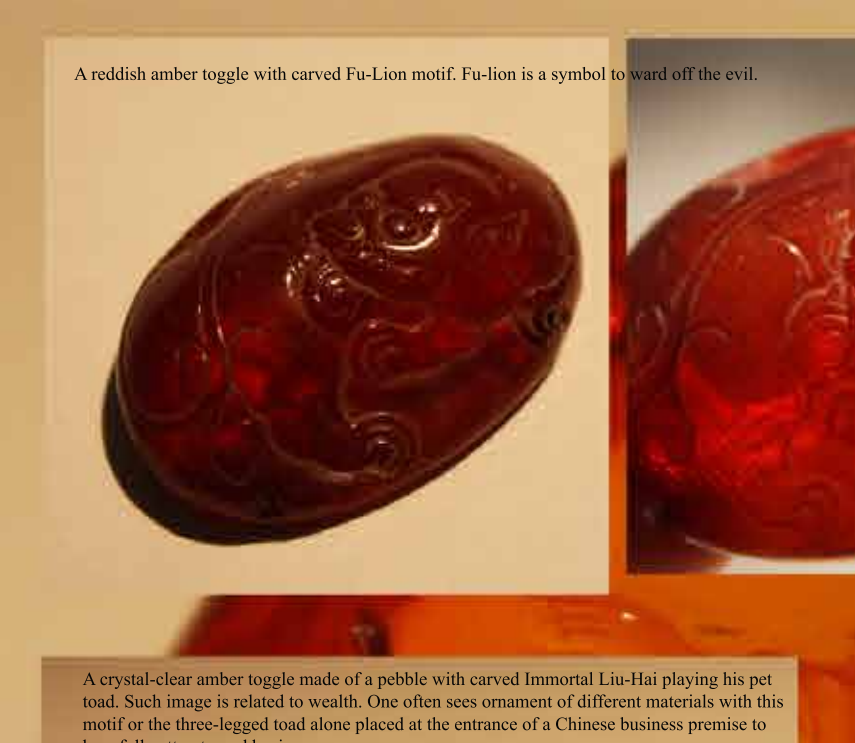 A reddish amber toggle with carved Fu-Lion motif. Fu-lion is a symbol to ward off the evil.
A crystal-clear amber toggle made of a pebble with carved Immortal Liu-Hai playing his pet
toad. Such image is related to wealth. One often sees ornament of different materials with this
motif or the three-legged toad alone placed at the entrance of a Chinese business premise to